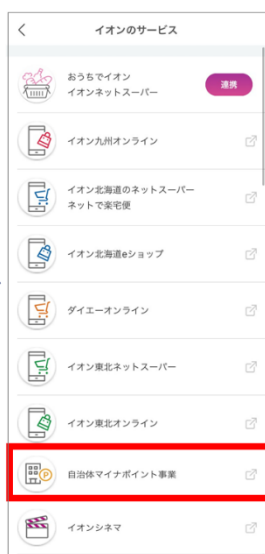 イオンのサービス
おうちでイオン
イオンネットスーパー
連携
イオン九州オンライン
イオン北海道のネットスーパー
ネットで楽宅便
イオン北海道eショップ
ダイエーオンライン
イオン東北ネットスーパー
イオン東北オンライン
P
自治体マイナポイント事業
イオンシネマ